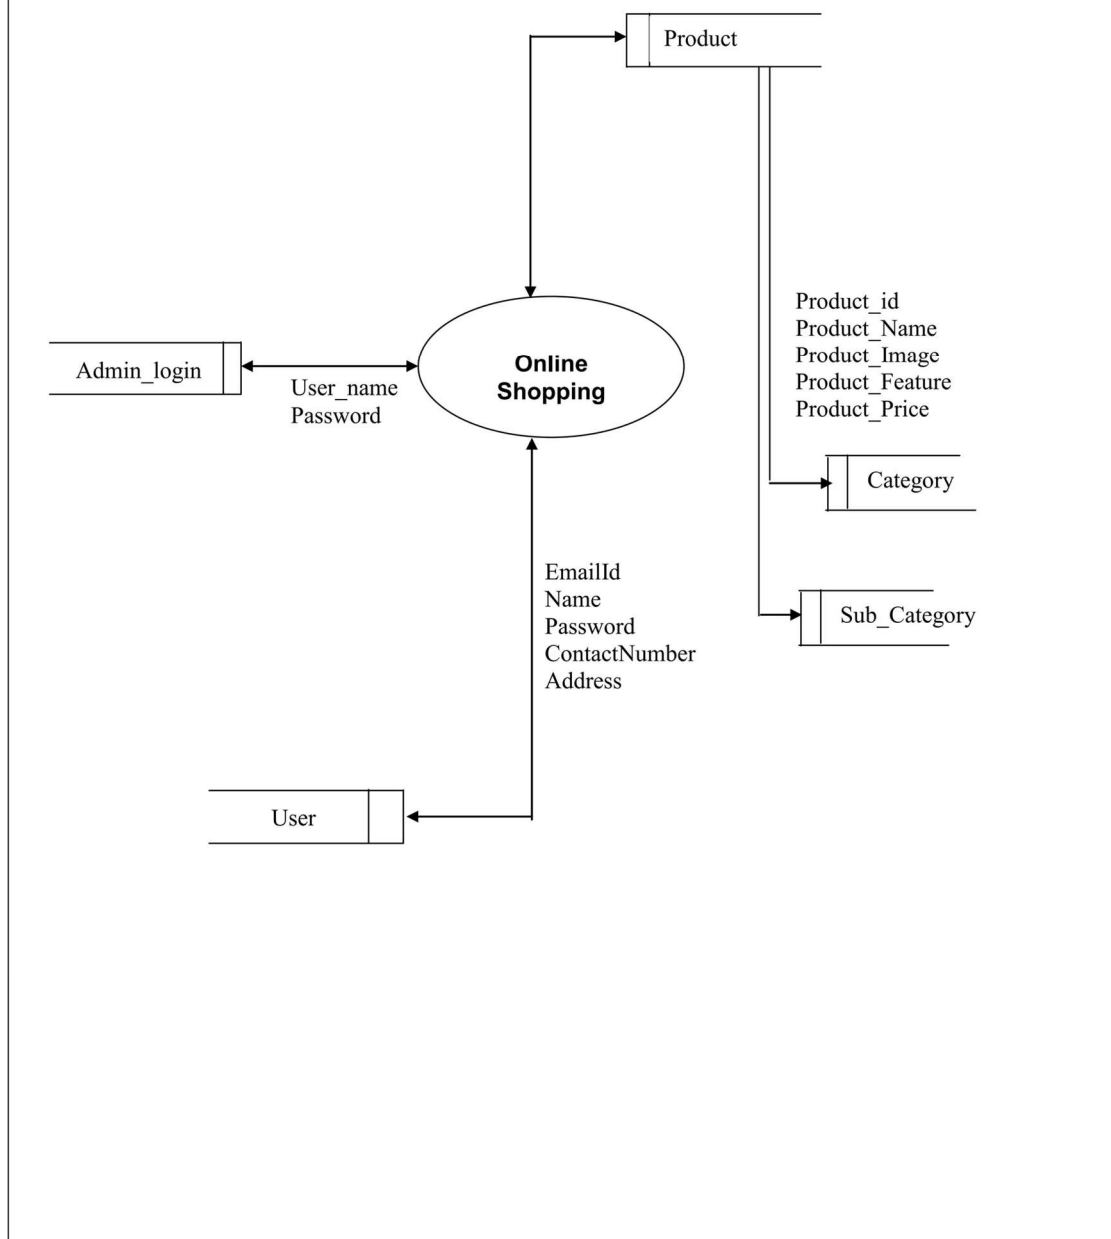 Product
Product_id
Product_Name
Product_Image
Product_Feature
Product_Price
Online
Shopping
Admin_login
User_name
Password
Category
EmailId
Name
Password
ContactNumber
Address
Sub_Category
User